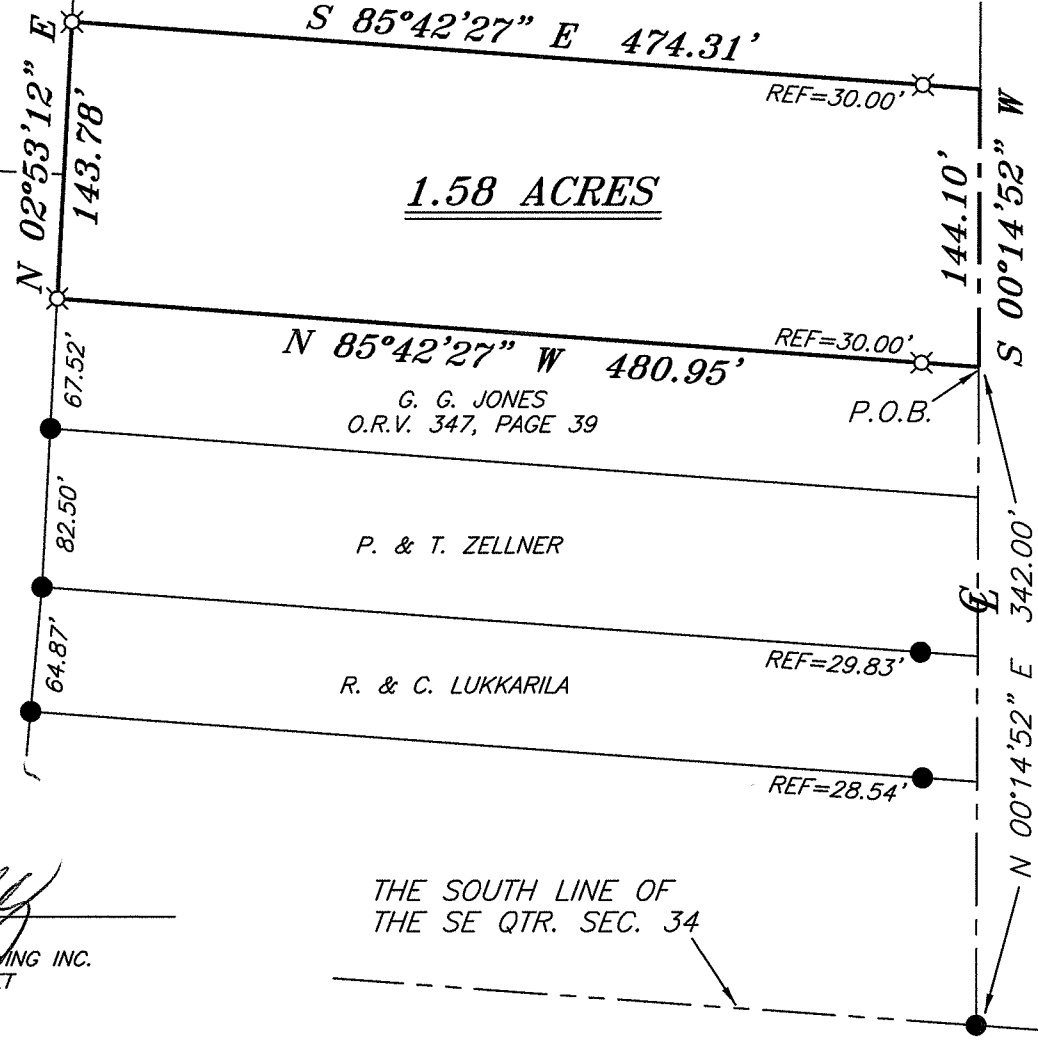 S 85°42'27" E 474.31'
REF=30.00'
N 02°53'12" E
143.78'
1.58 ACRES
144.10'
S 00°14'52" W
REF=30.00'
N 85°42'27" W 480.95'
P.O.B.
67.52'
G. G. JONES
O.R.V. 347, PAGE 39
82.50'
P. & T. ZELLNER
CL
N 00°14'52" E 342.00'
64.87'
REF=29.83'
R. & C. LUKKARILA
REF=28.54'
THE SOUTH LINE OF
THE SE QTR. SEC. 34
ING INC.